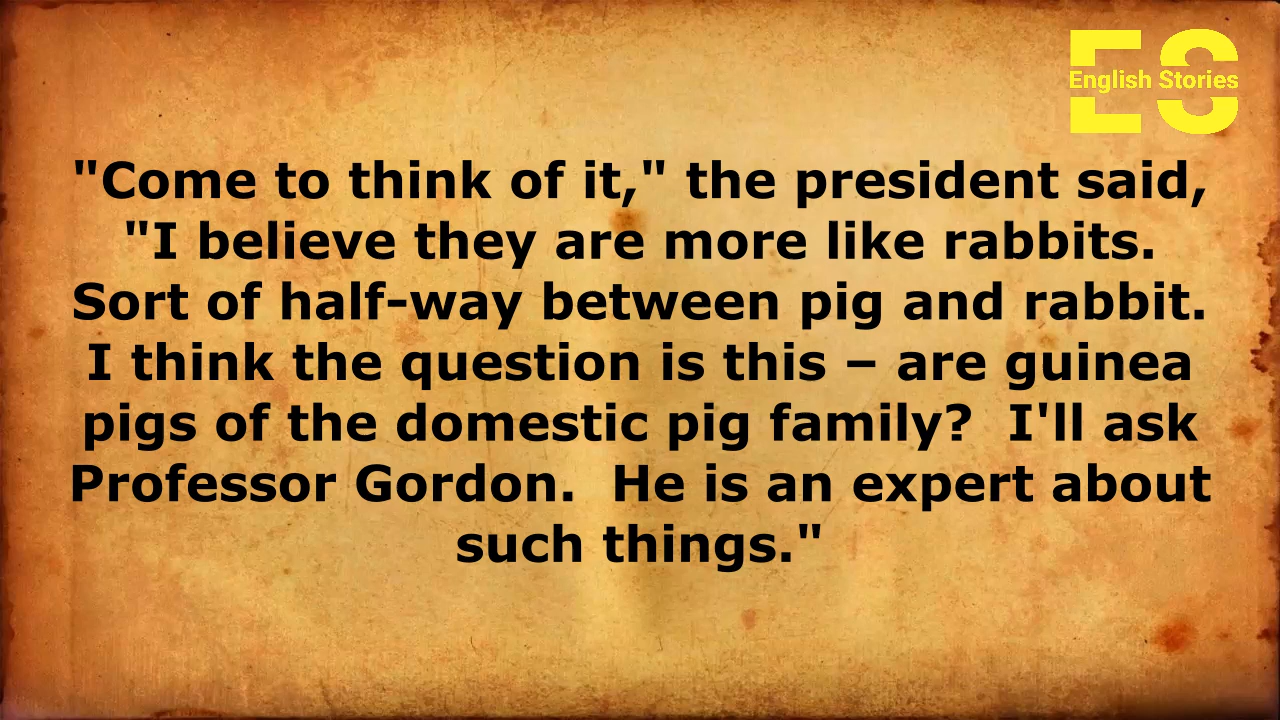 ES
English Stories
"Come to think of it," the president said,
"I believe they are more like rabbits.
Sort of half-way between pig and rabbit.
I think the question is this – are guinea
pigs of the domestic pig family?  I'll ask
Professor Gordon.  He is an expert about
such things."